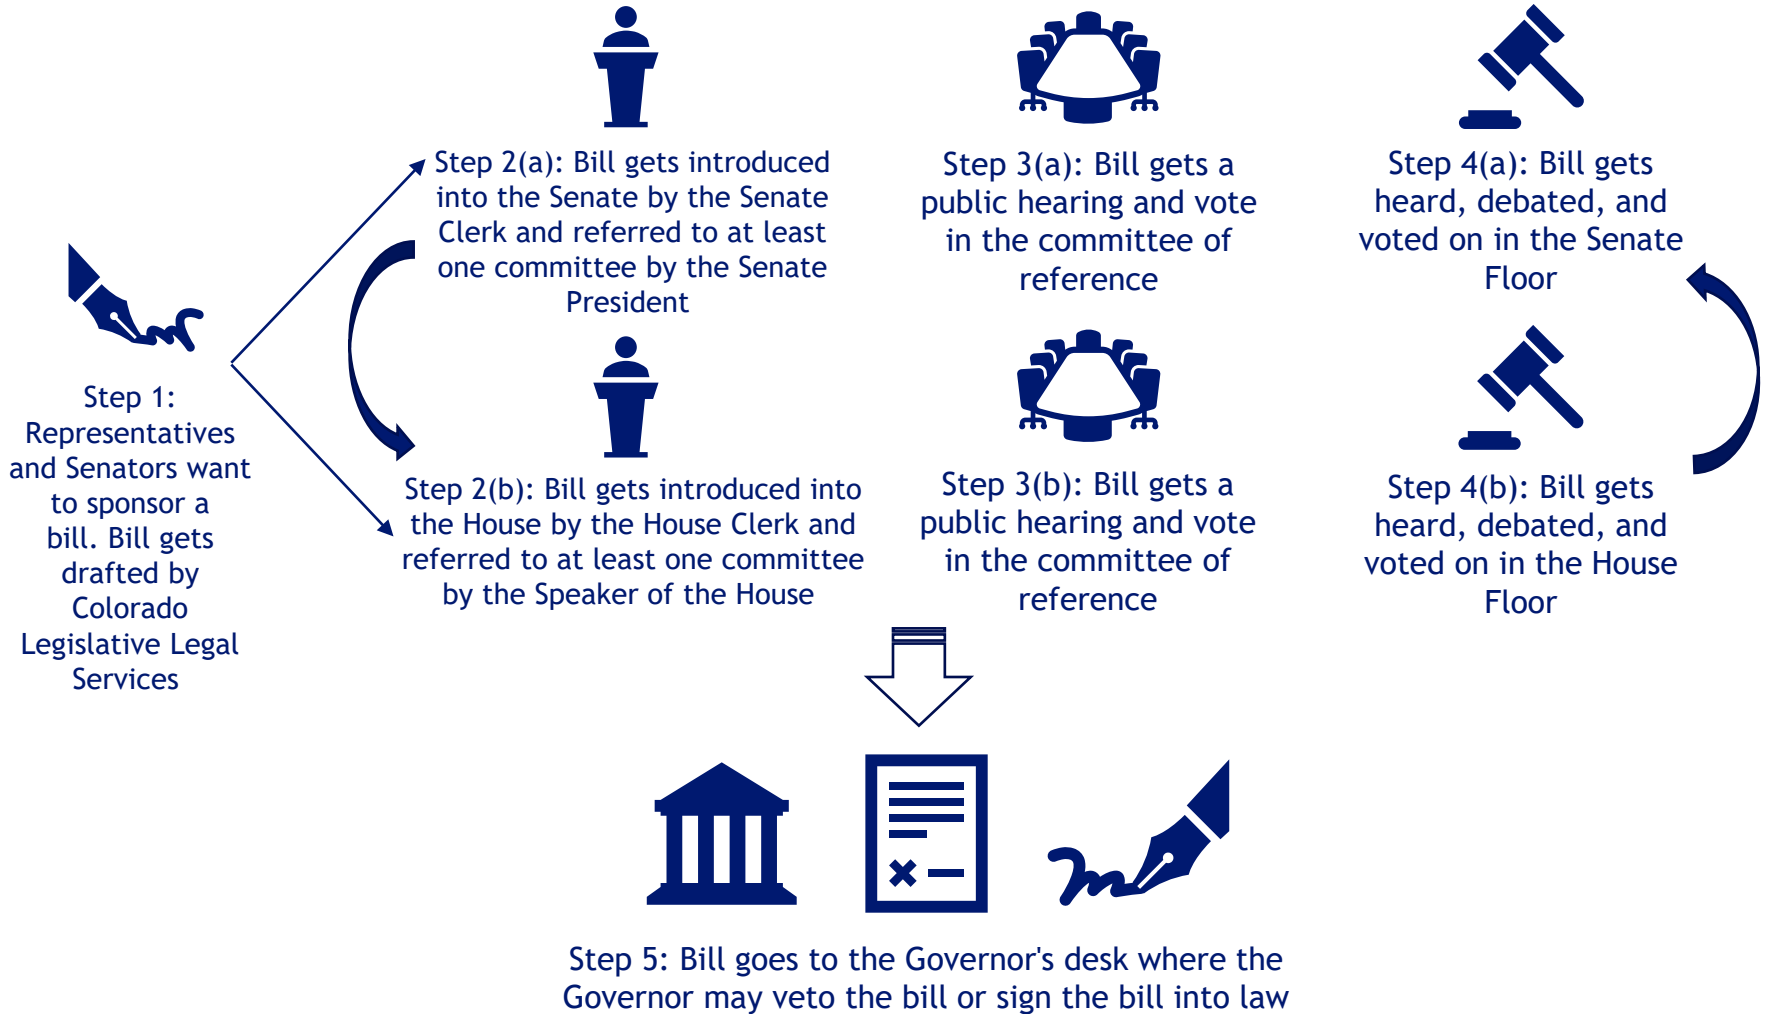 Step 1:
Representatives
and Senators want
to sponsor a
bill. Bill gets
drafted by
Colorado
Legislative Legal
Services
Step 2(a): Bill gets introduced
into the Senate by the Senate
Clerk and referred to at least
one committee by the Senate
President
Step 3(a): Bill gets a
public hearing and vote
in the committee of
reference
Step 4(a): Bill gets
heard, debated, and
voted on in the Senate
Floor
Step 2(b): Bill gets introduced into
the House by the House Clerk and
referred to at least one committee
by the Speaker of the House
Step 3(b): Bill gets a
public hearing and vote
in the committee of
reference
Step 4(b): Bill gets
heard, debated, and
voted on in the House
Floor
Step 5: Bill goes to the Governor's desk where the
Governor may veto the bill or sign the bill into law